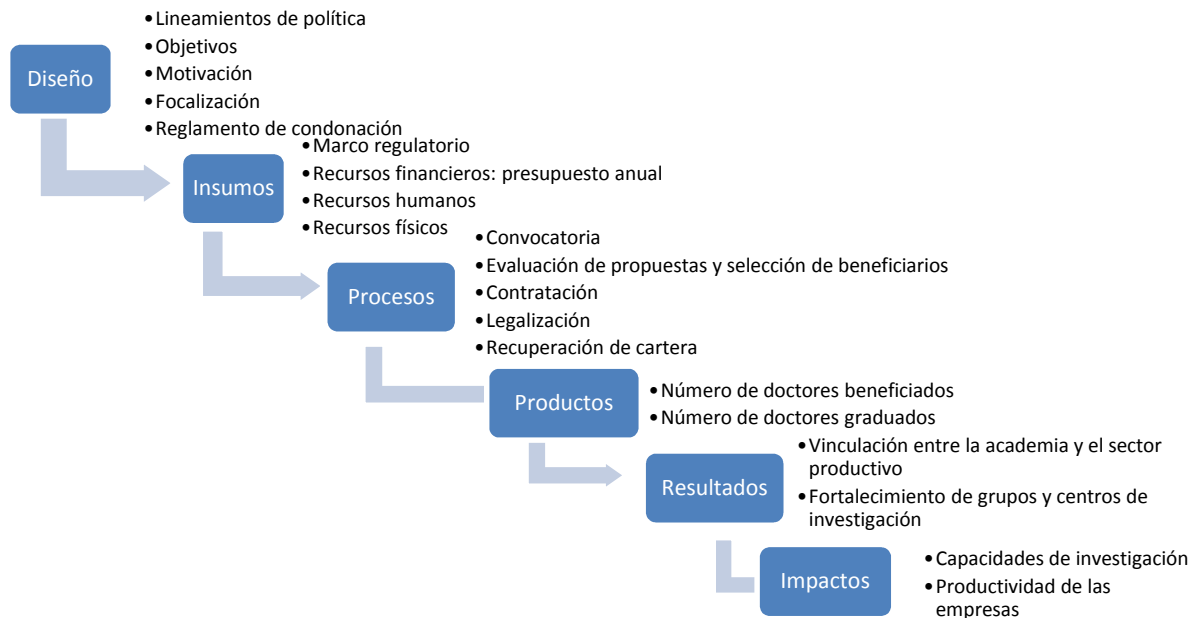 Diseño
•Lineamientos de política
•Objetivos
•Motivación
•Focalización
•Reglamento de condonación
Insumos
•Marco regulatorio
•Recursos financieros: presupuesto anual
•Recursos humanos
•Recursos físicos
Procesos
•Convocatoria
•Evaluación de propuestas y selección de beneficiarios
•Contratación
•Legalización
•Recuperación de cartera
Productos
•Número de doctores beneficiados
•Número de doctores graduados
Resultados
•Vinculación entre la academia y el sector
productivo
•Fortalecimiento de grupos y centros de
investigación
Impactos
•Capacidades de investigación
•Productividad de las
empresas